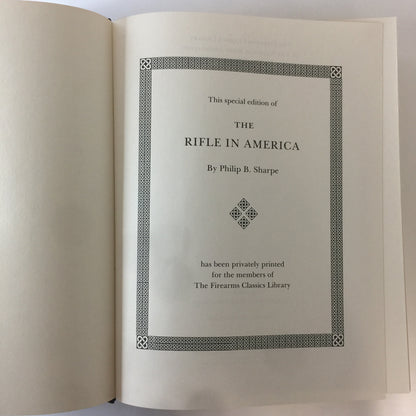 This special edition of
THE
RIFLE IN AMERICA
By Philip B. Sharpe
has been privately printed
for the members of
The Firearms Classics Library